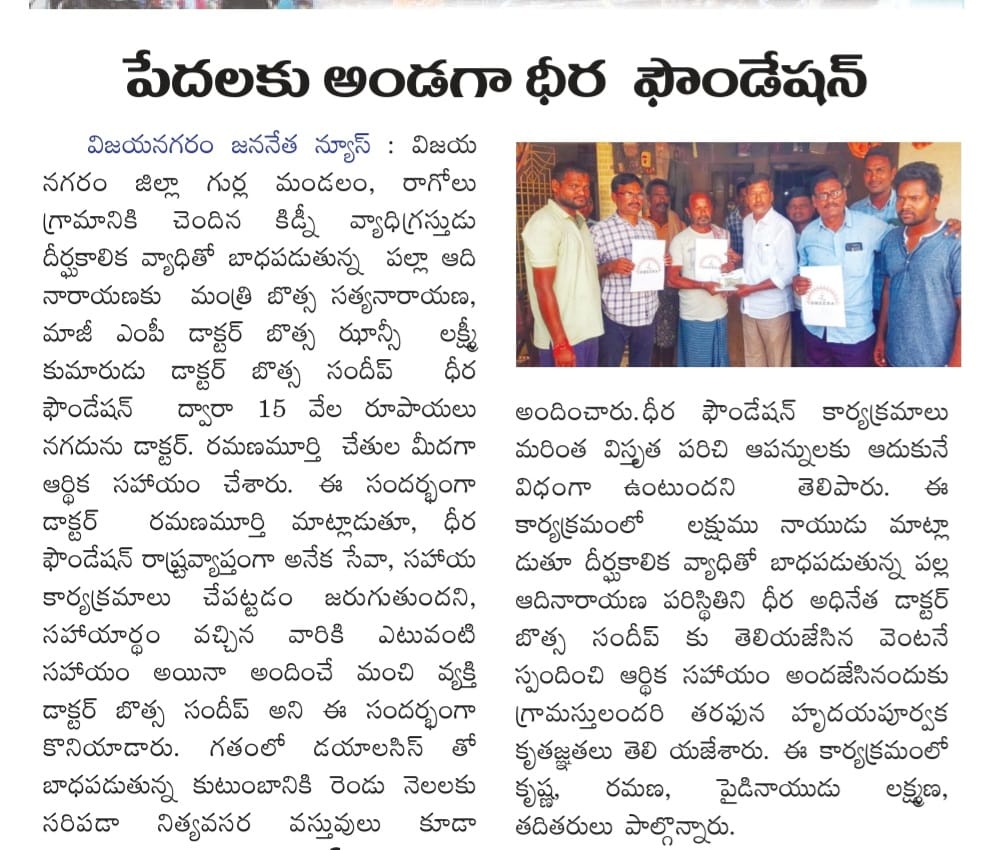 పేదలకు అండగా ధీర ఫౌండేషన్
విజయనగరం జననేత న్యూస్ : విజయ
నగరం జిల్లా గుర్ల మండలం, రాగోలు
గ్రామానికి చెందిన కిడ్నీ వ్యాధిగ్రస్తుడు
దీర్ఘకాలిక వ్యాధితో బాధపడుతున్న పల్లా ఆది
నారాయణకు మంత్రి బొత్స సత్యనారాయణ,
మాజీ ఎంపీ డాక్టర్ బొత్స ఝాన్సీ లక్ష్మీ
కుమారుడు డాక్టర్ బొత్స సందీప్ ధీర
ఫౌండేషన్ ద్వారా 15 వేల రూపాయలు
నగదును డాక్టర్. రమణమూర్తి చేతుల మీదగా
ఆర్థిక సహాయం చేశారు. ఈ సందర్భంగా
డాక్టర్ రమణమూర్తి మాట్లాడుతూ, ధీర
ఫౌండేషన్ రాష్ట్రవ్యాప్తంగా అనేక సేవా, సహాయ
కార్యక్రమాలు చేపట్టడం జరుగుతుందని,
సహాయార్థం వచ్చిన వారికి ఎటువంటి
సహాయం అయినా అందించే మంచి వ్యక్తి
డాక్టర్ బొత్స సందీప్ అని ఈ సందర్భంగా
కొనియాడారు. గతంలో డయాలసిస్ తో
బాధపడుతున్న కుటుంబానికి రెండు నెలలకు
సరిపడా నిత్యవసర వస్తువులు కూడా
DHEERA
అందించారు.ధీర ఫౌండేషన్ కార్యక్రమాలు
మరింత విస్తృత పరిచి ఆపన్నులకు ఆదుకునే
విధంగా ఉంటుందని తెలిపారు. ఈ
కార్యక్రమంలో లక్షుము నాయుడు మాట్లా
డుతూ దీర్ఘకాలిక వ్యాధితో బాధపడుతున్న పల్ల
ఆదినారాయణ పరిస్థితిని ధీర అధినేత డాక్టర్
బొత్స సందీప్ కు తెలియజేసిన వెంటనే
స్పందించి ఆర్థిక సహాయం అందజేసినందుకు
గ్రామస్తులందరి తరఫున హృదయపూర్వక
కృతజ్ఞతలు తెలి యజేశారు. ఈ కార్యక్రమంలో
కృష్ణ, రమణ, పైడినాయుడు లక్ష్మణ,
తదితరులు పాల్గొన్నారు.